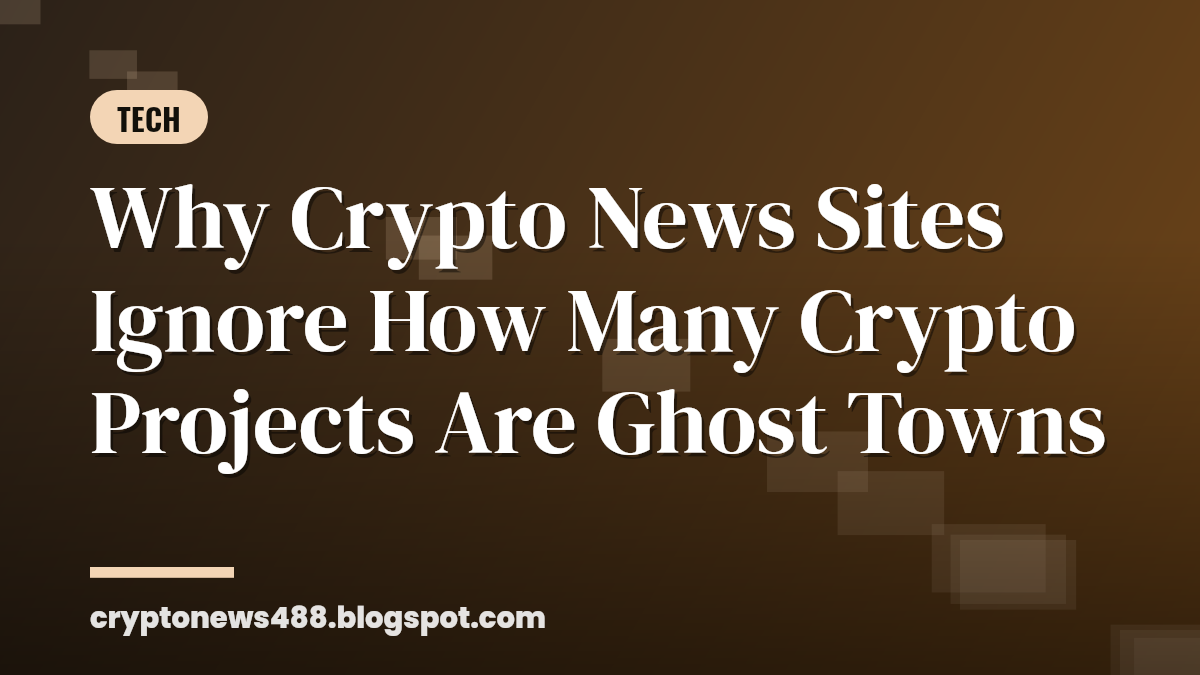 TECH
Why Crypto News Sites
Ignore How Many Crypto
Projects Are Ghost Towns
cryptonews488.blogspot.com